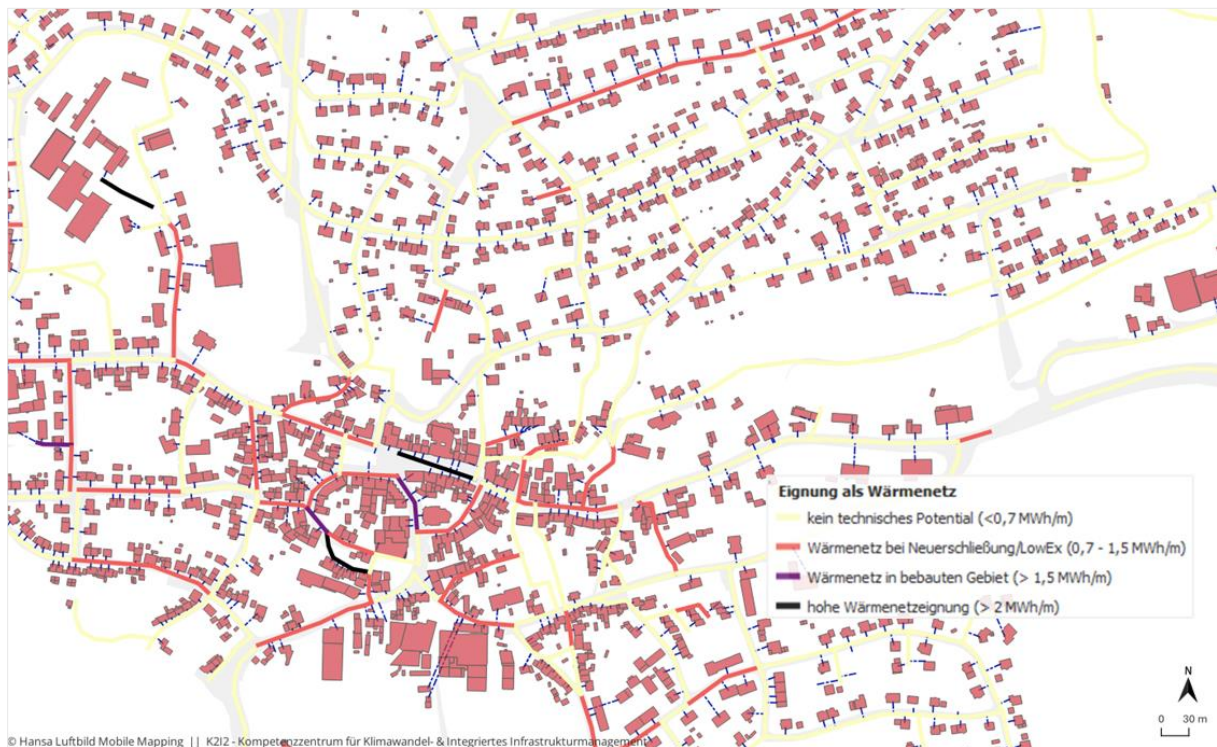 Eignung als Wärmenetz
kein technisches Potential (<0,7 MWh/m)
Wärmenetz bei Neuerschließung/LowEx (0,7 - 1,5 MWh/m)
Wärmenetz in bebauten Gebiet (> 1,5 MWh/m)
hohe Wärmenetzeignung (> 2 MWh/m)
N
0 30 m
© Hansa Luftbild Mobile Mapping || K2I2 - Kompetenzzentrum für Klimawandel- & Integriertes Infrastrukturmanagement